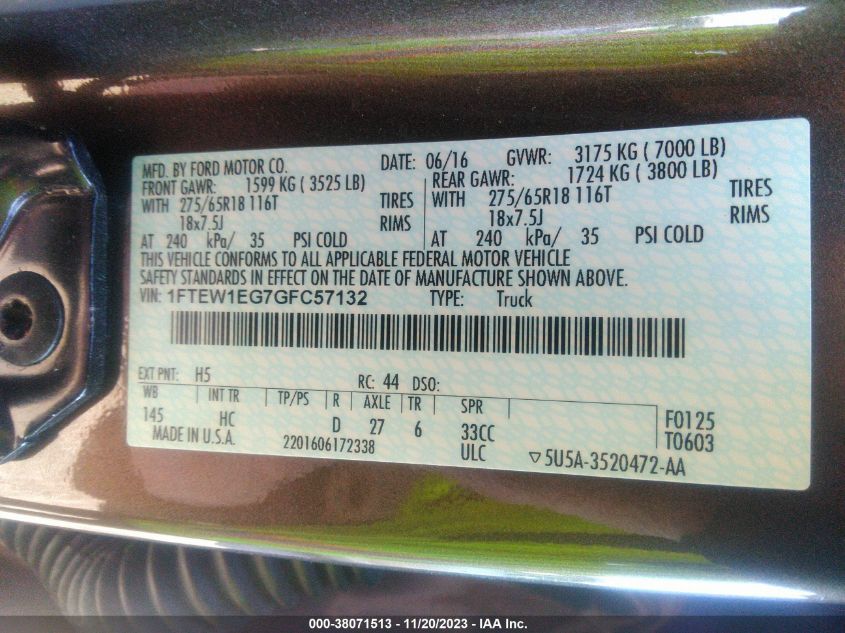 MFD. BY FORD MOTOR CO. DATE: 06/16 GVWR: 3175 KG ( 7000 LB)
FRONT GAWR: 1599 KG ( 3525 LB) REAR GAWR: 1724 KG ( 3800 LB)
WITH 275/65R18 116T TIRES WITH 275/65R18 116T TIRES
18x7.5J RIMS 18x7.5J RIMS
AT 240 kPa/ 35 PSI COLD AT 240 kPa/ 35 PSI COLD
THIS VEHICLE CONFORMS TO ALL APPLICABLE FEDERAL MOTOR VEHICLE
SAFETY STANDARDS IN EFFECT ON THE DATE OF MANUFACTURE SHOWN ABOVE.
VIN: 1FTEW1EG7GFC57132 TYPE: Truck
EXT PNT: H5 RC: 44 DSO:
WB INT TR TP/PS R AXLE TR SPR
145 HC D 27 6 33CC F0125
MADE IN U.S.A. 2201606172338 ULC ▽5U5A-3520472-AA T0603
000-38071513 - 11/20/2023 - IAA Inc.